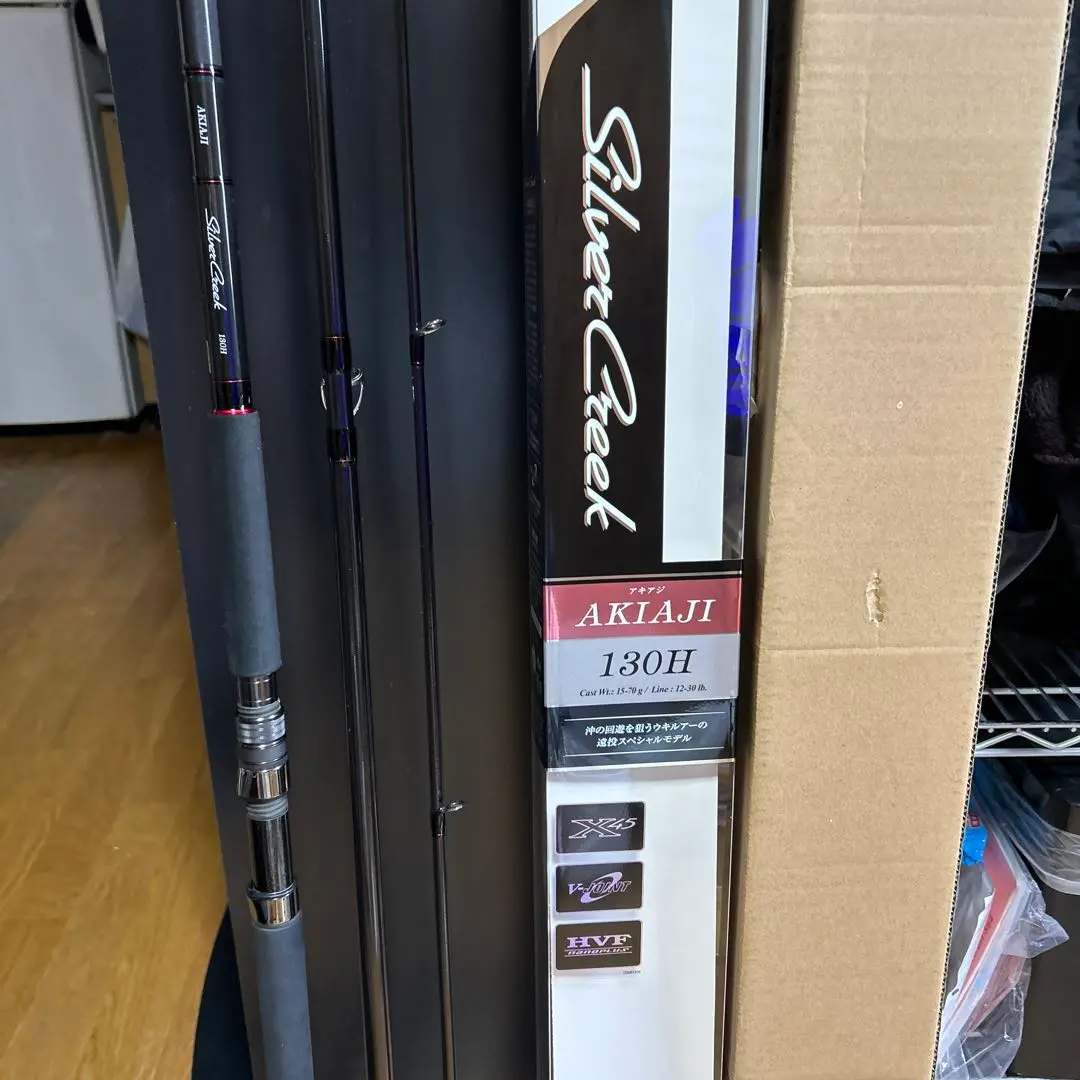 AKIAJI
Silver Creek
130H
Silver Creek
アキアジ
AKIAJI
130H
Cast Wt.: 15-70 g / Line : 12-30 lb.
沖の回遊を狙うウキルアーの
遠投スペシャルモデル
X45
V-JOINT
HVF
nanoPLUS